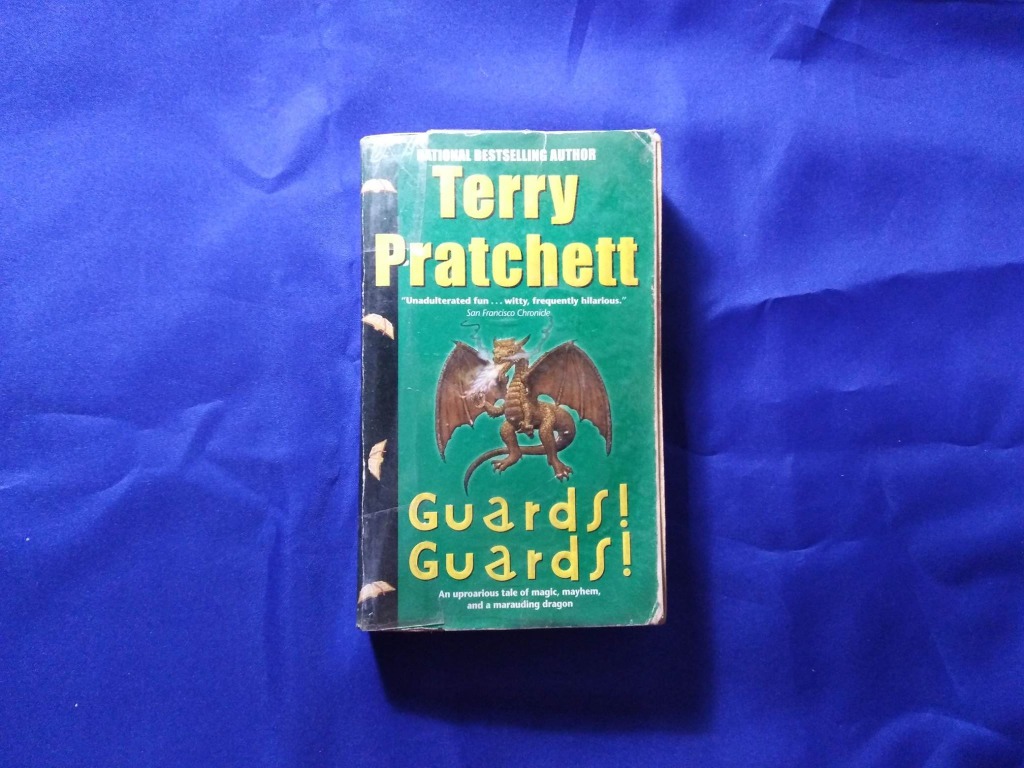 NATIONAL BESTSELLING AUTHOR
Terry
Pratchett
"Unadulterated fun . . . witty, frequently hilarious."
San Francisco Chronicle
Guards!
Guards!
An uproarious tale of magic, mayhem,
and a marauding dragon